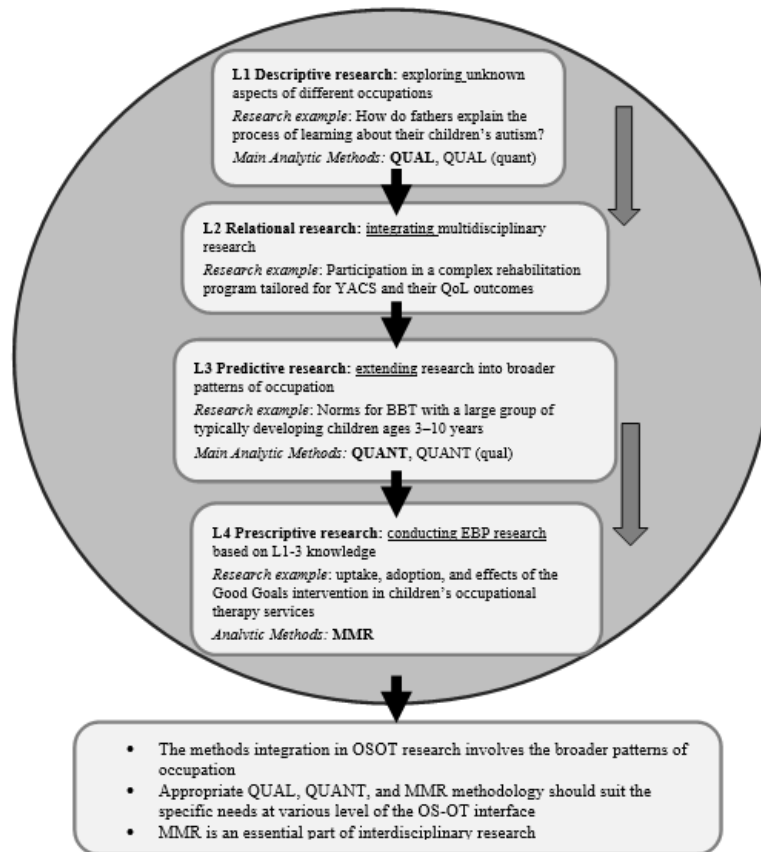 L1 Descriptive research: exploring unknown
aspects of different occupations
Research example: How do fathers explain the
process of learning about their children's autism?
Main Analytic Methods: QUAL, QUAL (quant)
L2 Relational research: integrating multidisciplinary
research
Research example: Participation in a complex rehabilitation
program tailored for YACS and their QoL outcomes
L3 Predictive research: extending research into broader
patterns of occupation
Research example: Norms for BBT with a large group of
typically developing children ages 3–10 years
Main Analytic Methods: QUANT, QUANT (qual)
L4 Prescriptive research: conducting EBP research
based on L1-3 knowledge
Research example: uptake, adoption, and effects of the
Good Goals intervention in children's occupational
therapy services
Analytic Methods: MMR
• The methods integration in OSOT research involves the broader patterns of
occupation
• Appropriate QUAL, QUANT, and MMR methodology should suit the
specific needs at various level of the OS-OT interface
• MMR is an essential part of interdisciplinary research